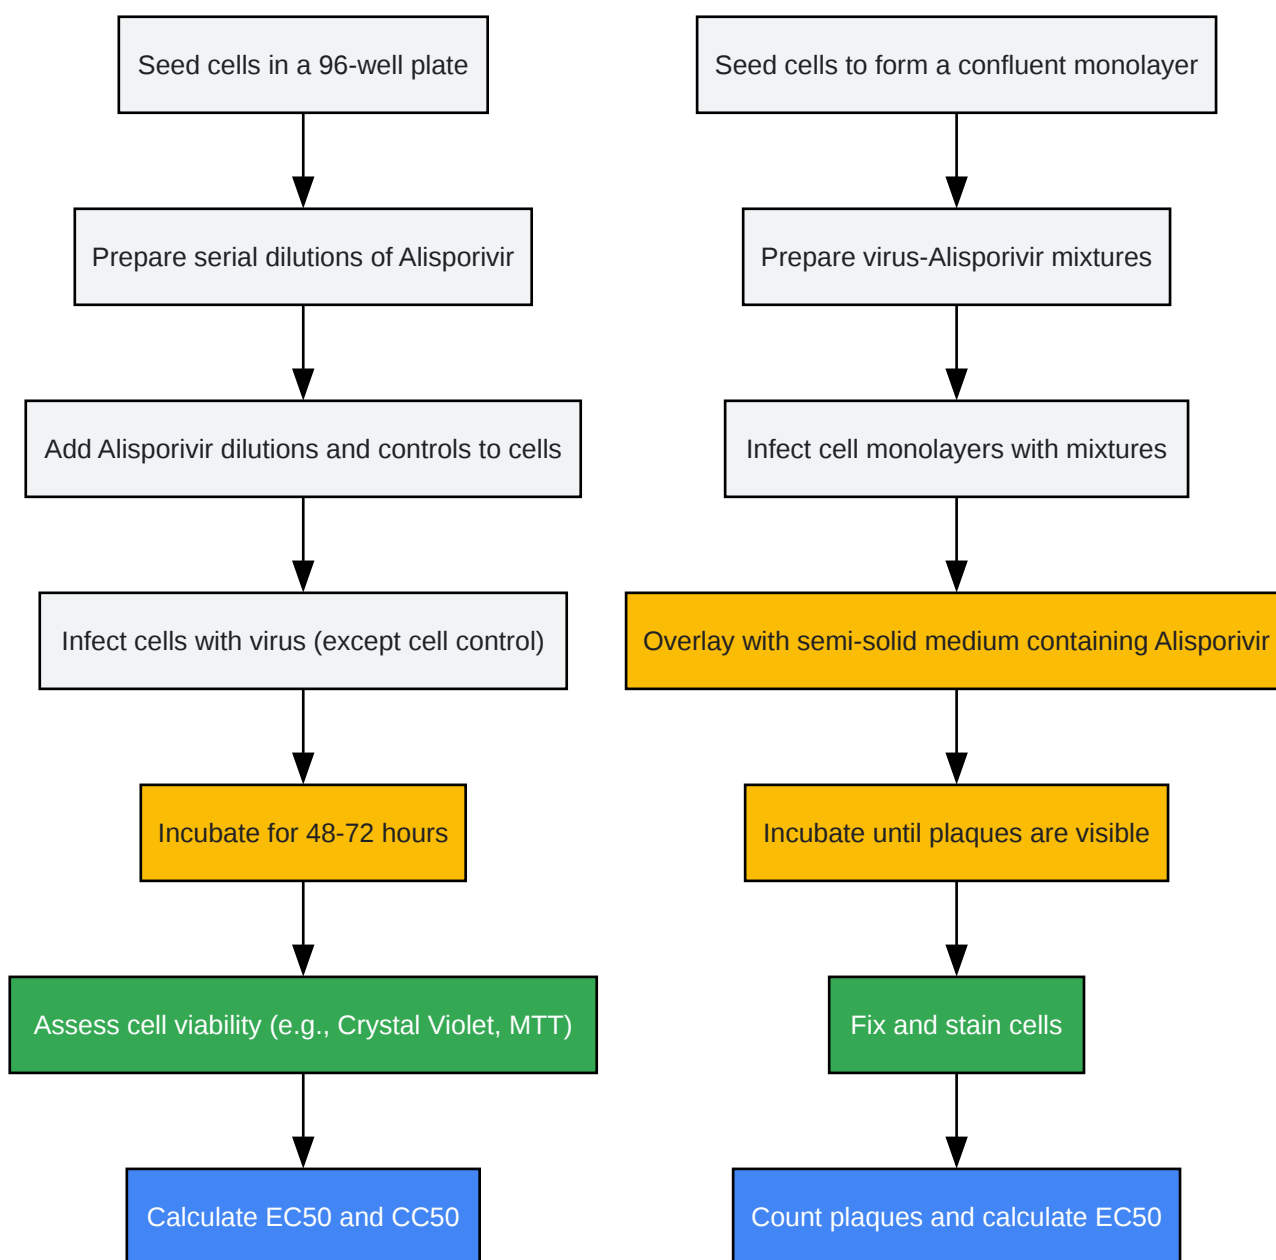 Seed cells in a 96-well plate
Prepare serial dilutions of Alisporivir
Add Alisporivir dilutions and controls to cells
Infect cells with virus (except cell control)
Incubate for 48-72 hours
Assess cell viability (e.g., Crystal Violet, MTT)
Calculate EC50 and CC50
Seed cells to form a confluent monolayer
Prepare virus-Alisporivir mixtures
Infect cell monolayers with mixtures
Overlay with semi-solid medium containing Alisporivir
Incubate until plaques are visible
Fix and stain cells
Count plaques and calculate EC50